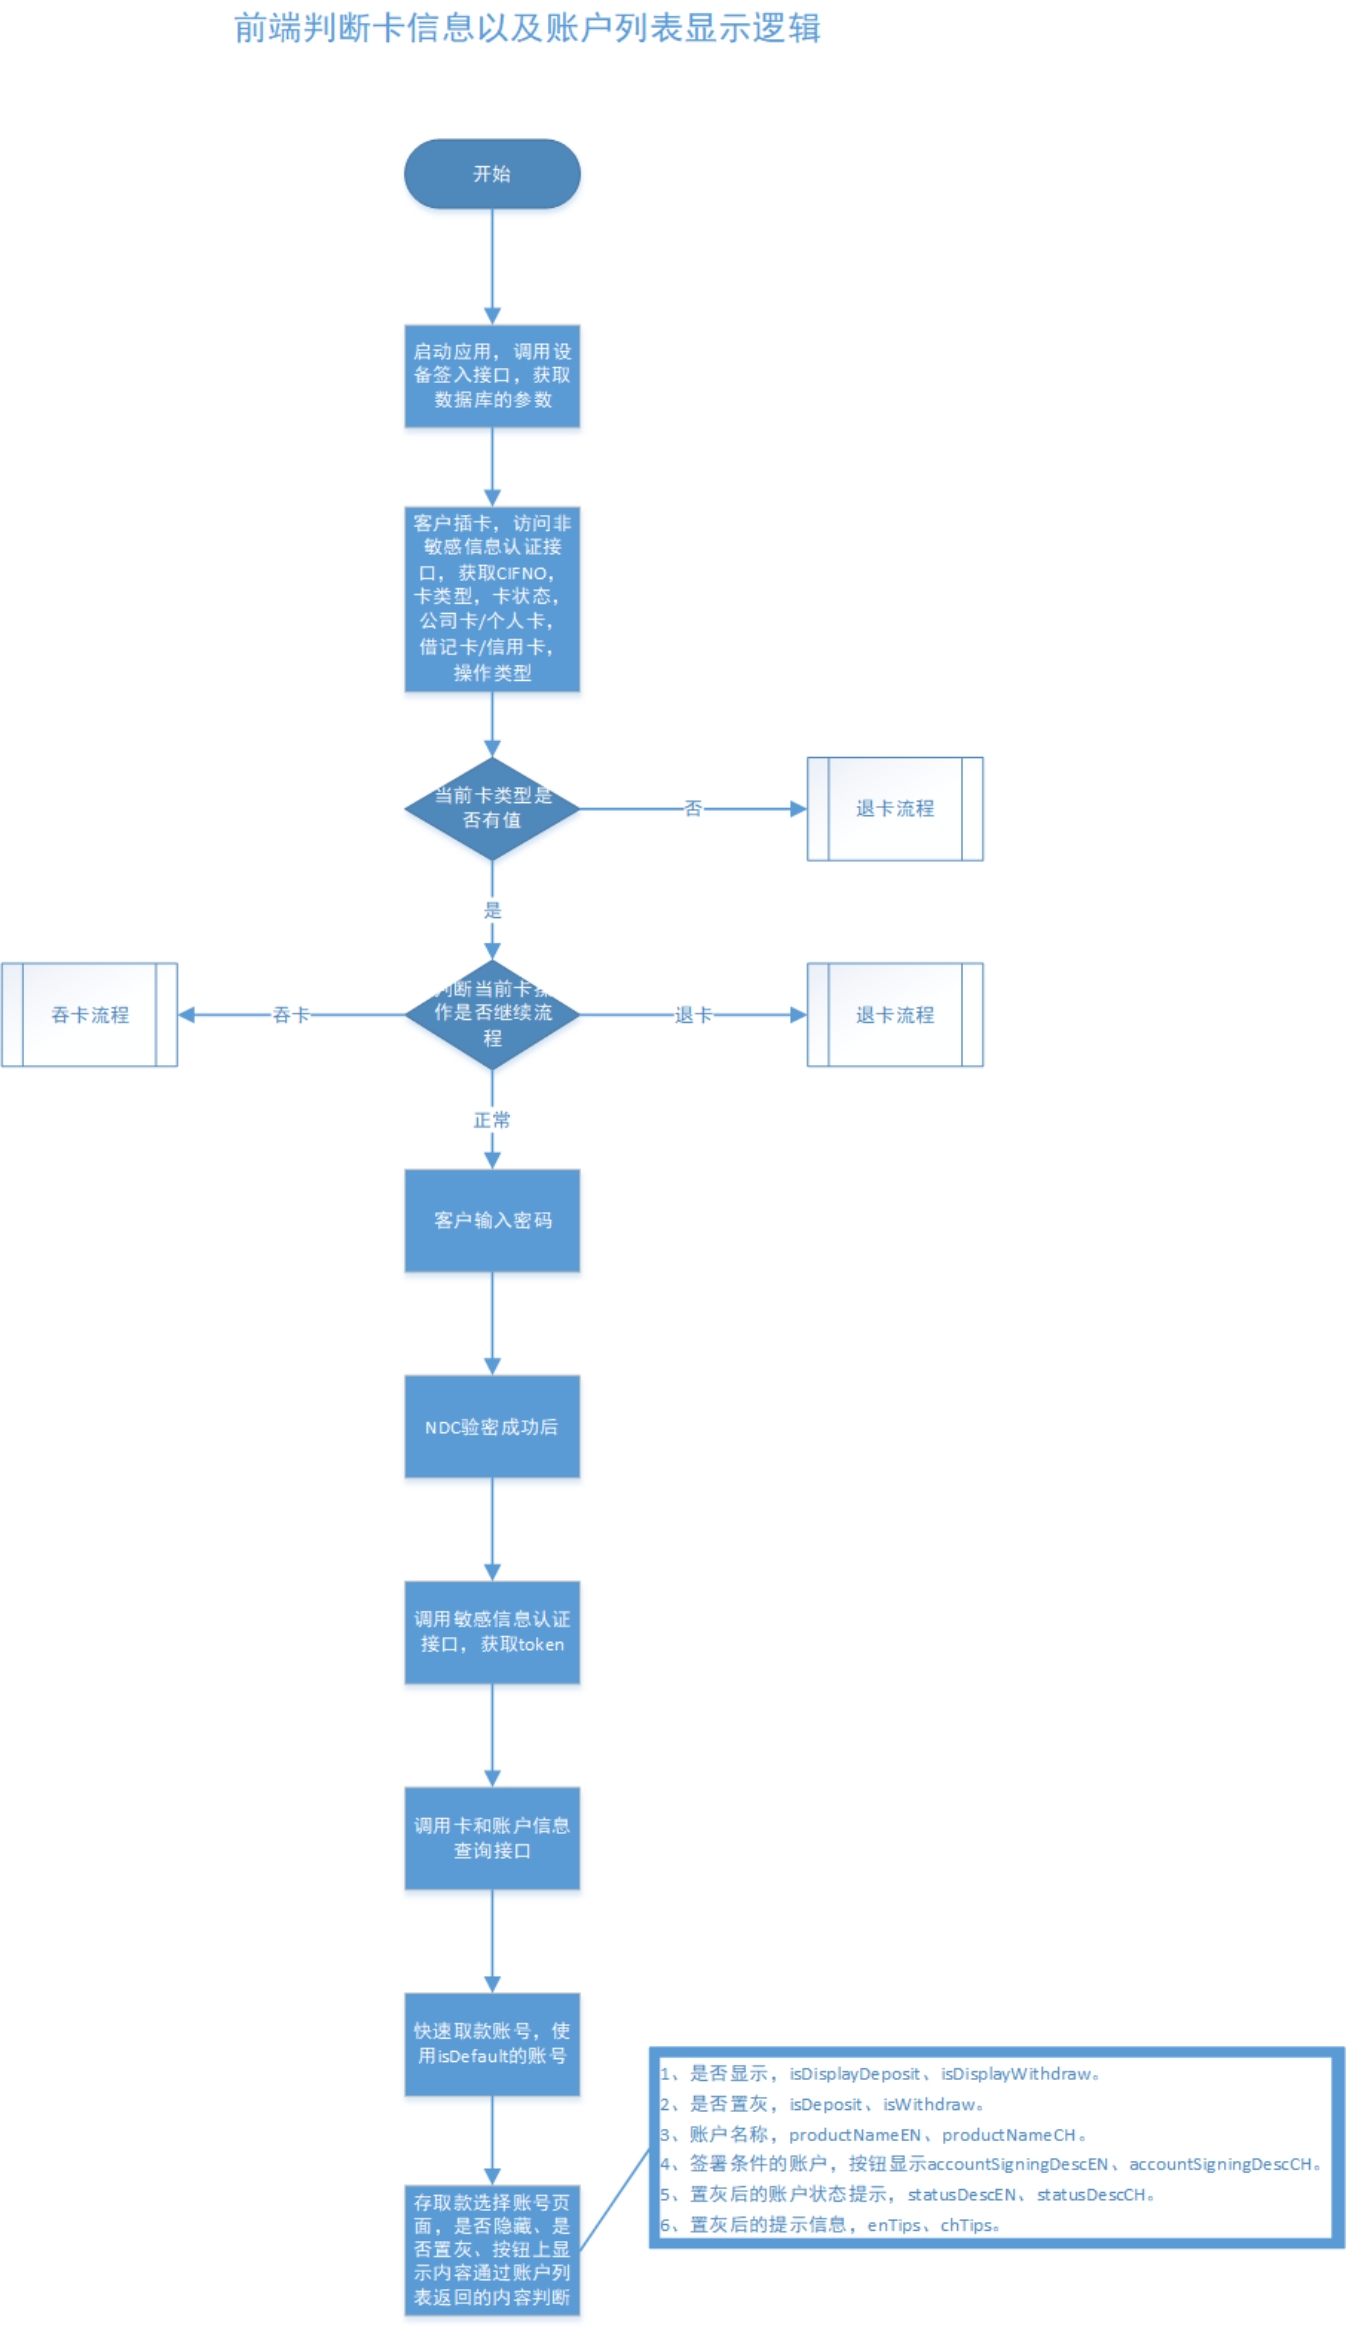 前端判断卡信息以及账户列表显示逻辑
开始
启动应用，调用设
备签入接口，获取
数据库的参数
客户插卡，访问非
敏感信息认证接
口，获取CIFNO，
卡类型，卡状态，
公司卡/个人卡，
借记卡/信用卡，
操作类型
当前卡类型是
否有值
否
退卡流程
是
吞卡流程
吞卡
判断当前卡操
作是否继续流
程
退卡
退卡流程
正常
客户输入密码
NDC验密成功后
调用敏感信息认证
接口，获取token
调用卡和账户信息
查询接口
快速取款账号，使
用isDefault的账号
存取款选择账号页
面，是否隐藏、是
否置灰、按钮上显
示内容通过账户列
表返回的内容判断
1、是否显示，isDisplayDeposit、isDisplayWithdraw。
2、是否置灰，isDeposit、isWithdraw。
3、账户名称，productNameEN、productNameCH。
4、签署条件的账户，按钮显示accountSigningDescEN、accountSigningDescCH。
5、置灰后的账户状态提示，statusDescEN、statusDescCH。
6、置灰后的提示信息，enTips、chTips。